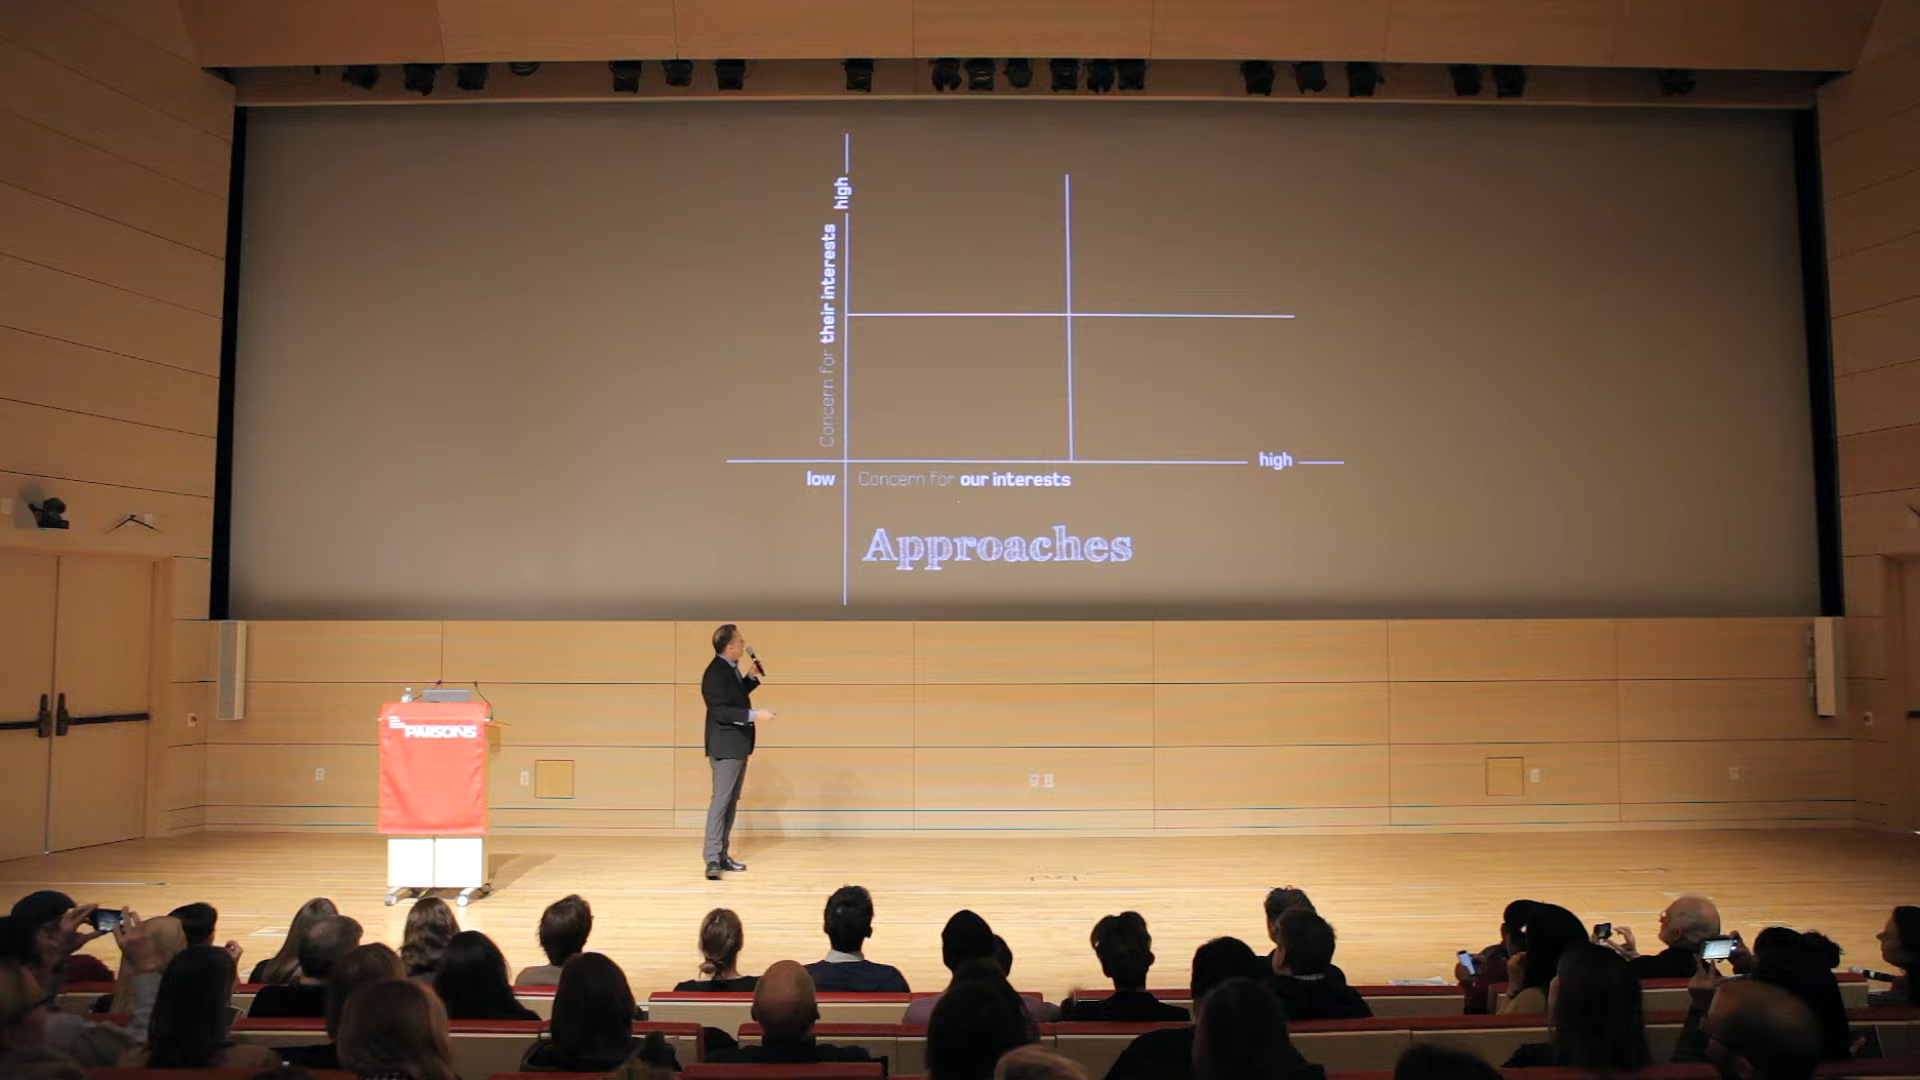 high
Concern for their interests
high
low
Concern for our interests
Approaches
PARSONS